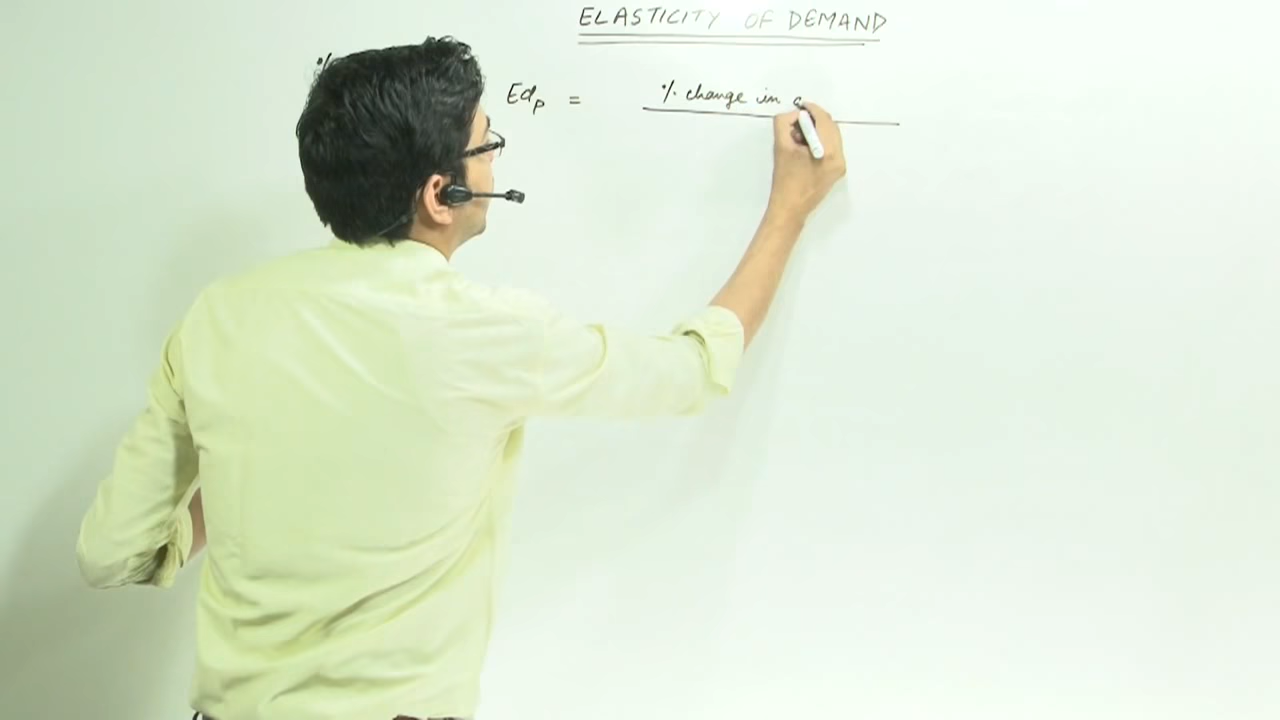 ELASTICITY OF DEMAND
%
Edp = % change in